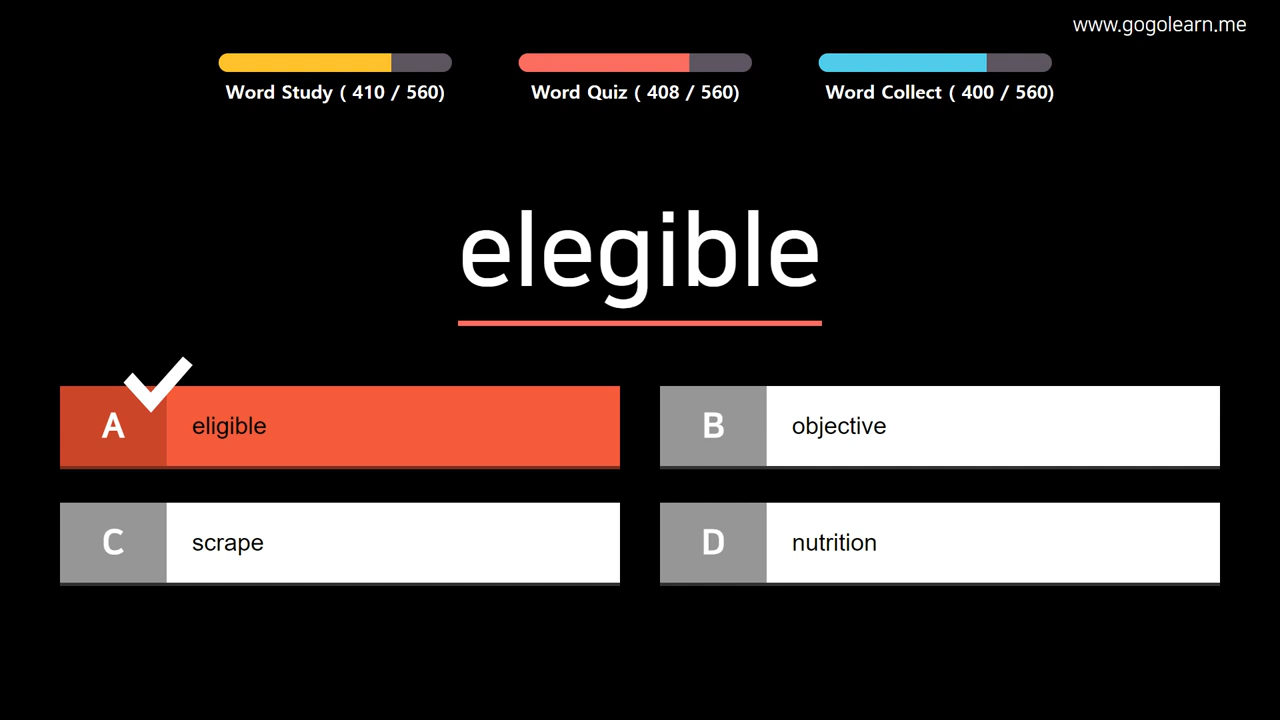 www.gogolearn.me
Word Study ( 410 / 560)
Word Quiz ( 408 / 560)
Word Collect ( 400 / 560)
elegible
A eligible
B objective
C scrape
D nutrition